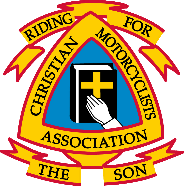 RIDING FOR
CHRISTIAN
MOTORCYCLISTS
ASSOCIATION
THE SON